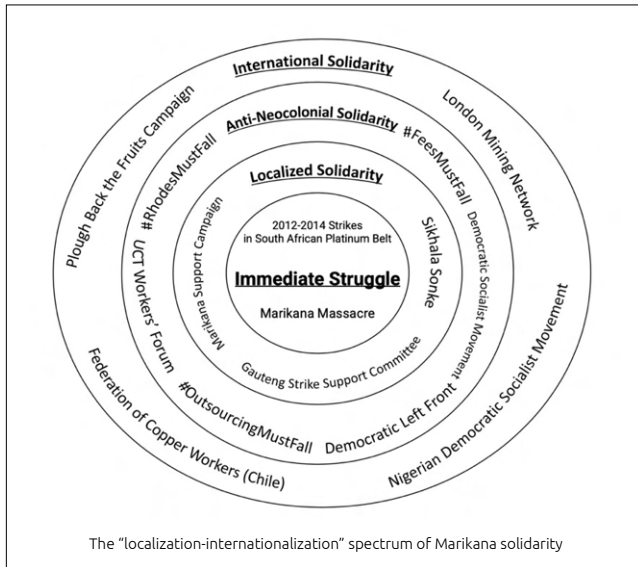 International Solidarity
Plough Back the Fruits Campaign
London Mining Network
Federation of Copper Workers (Chile)
Nigerian Democratic Socialist Movement
Anti-Neocolonial Solidarity
#RhodesMustFall
#FeesMustFall
UCT Workers' Forum
Democratic Socialist Movement
#OutsourcingMustFall
Democratic Left Front
Localized Solidarity
Marikana Support Campaign
Sikhala Sonke
Gauteng Strike Support Committee
2012-2014 Strikes
in South African Platinum Belt
Immediate Struggle
Marikana Massacre
The “localization-internationalization” spectrum of Marikana solidarity